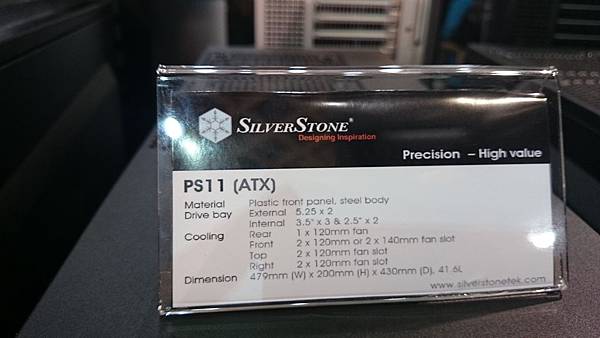 SILVERSTONE®
Designing Inspiration
Precision – High value
PS11 (ATX)
Material Plastic front panel, steel body
Drive bay External 5.25 x 2
Internal 3.5" x 3 & 2.5" x 2
Cooling Rear 1 x 120mm fan
Front 2 x 120mm or 2 x 140mm fan slot
Top 2 x 120mm fan slot
Right 2 x 120mm fan slot
Dimension 479mm (W) x 200mm (H) x 430mm (D), 41.6L
www.silverstonetek.com